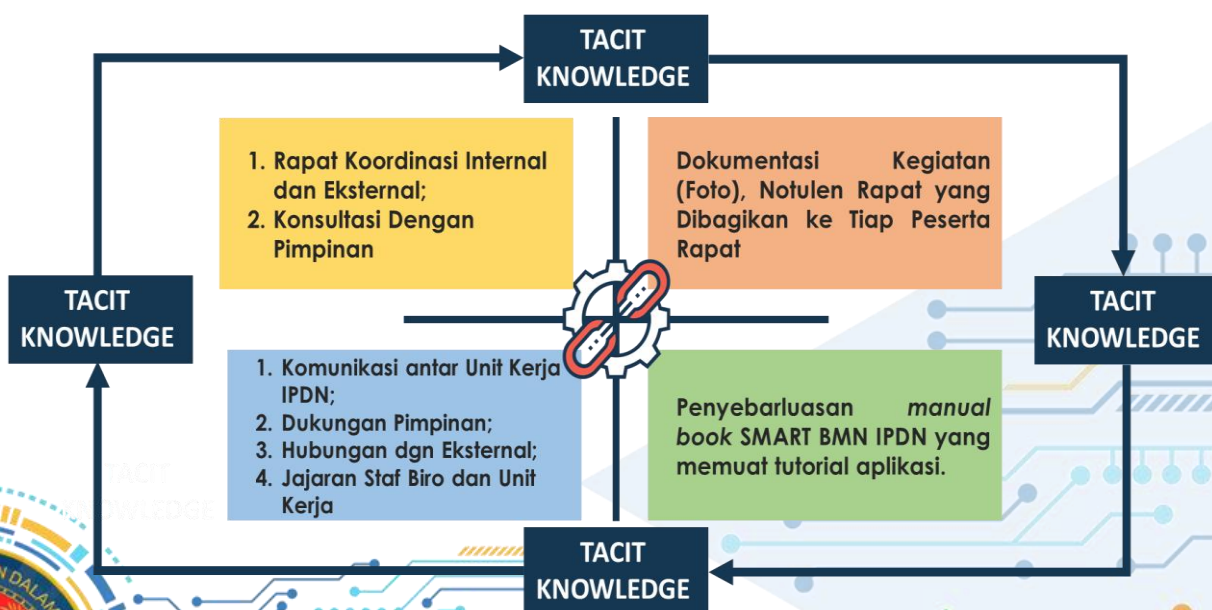 TACIT
KNOWLEDGE
1. Rapat Koordinasi Internal
dan Eksternal;
2. Konsultasi Dengan
Pimpinan
Dokumentasi Kegiatan
(Foto), Notulen Rapat yang
Dibagikan ke Tiap Peserta
Rapat
TACIT
KNOWLEDGE
TACIT
KNOWLEDGE
1. Komunikasi antar Unit Kerja
IPDN;
2. Dukungan Pimpinan;
3. Hubungan dgn Eksternal;
4. Jajaran Staf Biro dan Unit
Kerja
Penyebarluasan manual
book SMART BMN IPDN yang
memuat tutorial aplikasi.
TACIT
KNOWLEDGE
TACIT
KNOWLEDGE
DALAM